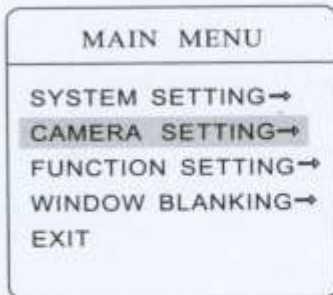 MAIN MENU
SYSTEM SETTING→
CAMERA SETTING→
FUNCTION SETTING→
WINDOW BLANKING→
EXIT